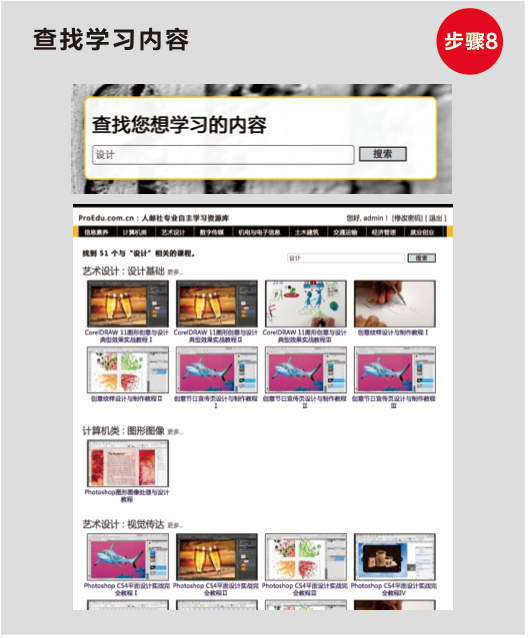 查找学习内容
步骤8
查找您想学习的内容
设计
搜索
ProEdu.com.cn：人邮社专业自主学习资源库
您好, admin！ [修改密码] [ 退出 ]
信息素养 计算机类 艺术设计 数字传媒 机电与电子信息 土木建筑 交通运输 经济管理 就业创业
找到 51 个与“设计”相关的课程。
设计
搜索
艺术设计：设计基础 更多...
CorelDRAW 11图形创意与设计典型效果实战教程 I
CorelDRAW 11图形创意与设计典型效果实战教程II
CorelDRAW 11图形创意与设计典型效果实战教程III
创意纹样设计与制作教程 I
创意纹样设计与制作教程II
创意节日宣传页设计与制作教程 I
创意节日宣传页设计与制作教程 II
创意节日宣传页设计与制作教程 III
计算机类：图形图像 更多...
Photoshop图形图像处理与设计教程
艺术设计：视觉传达 更多...
Photoshop CS4平面设计实战完全教程 I
Photoshop CS4平面设计实战完全教程II
Photoshop CS4平面设计实战完全教程III
Photoshop CS4平面设计实战完全教程IV